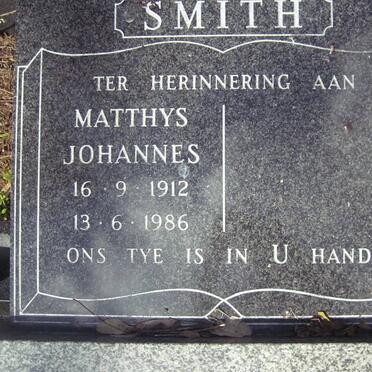 SMITH
TER HERINNERING AAN
MATTHYS
JOHANNES
16 · 9 · 1912
13 · 6 · 1986
ONS TYE IS IN U HAND